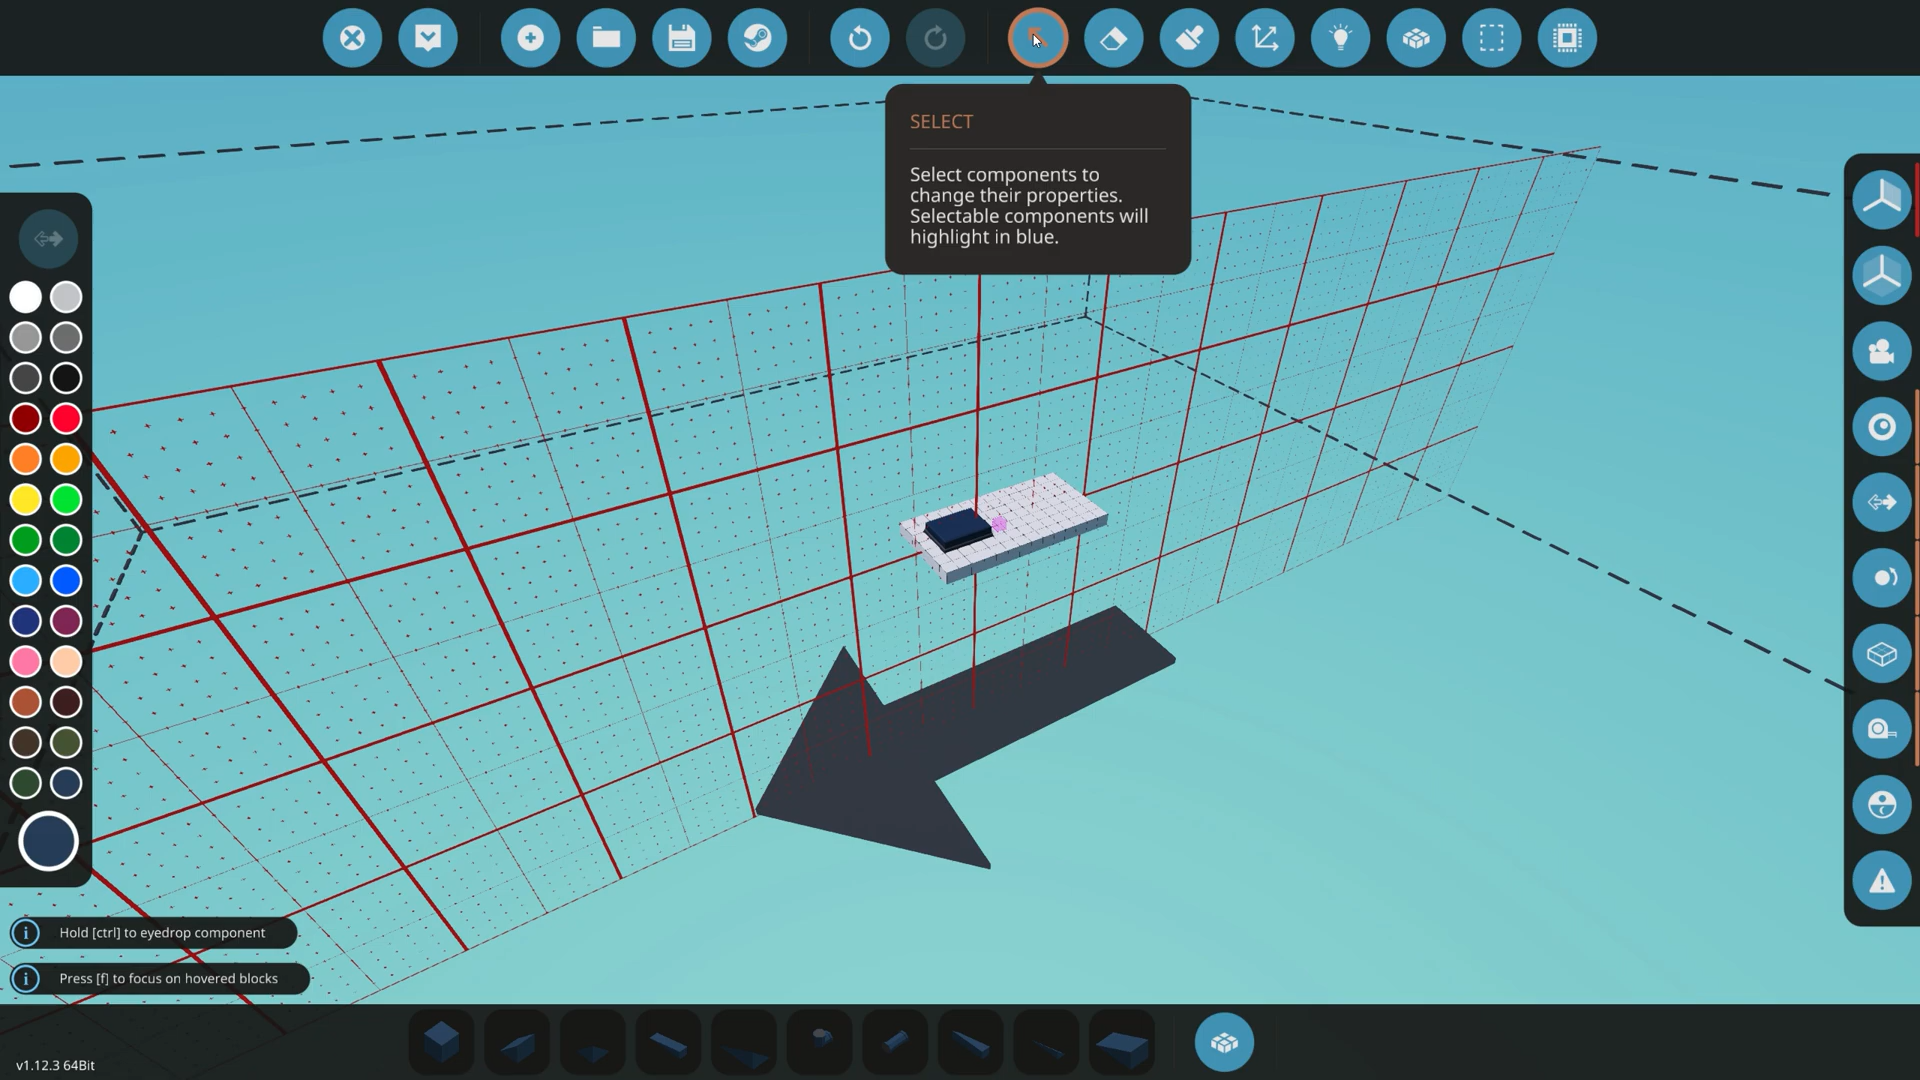 SELECT
Select components to
change their properties.
Selectable components will
highlight in blue.
Hold [ctrl] to eyedrop component
Press [f] to focus on hovered blocks
v1.12.3 64Bit